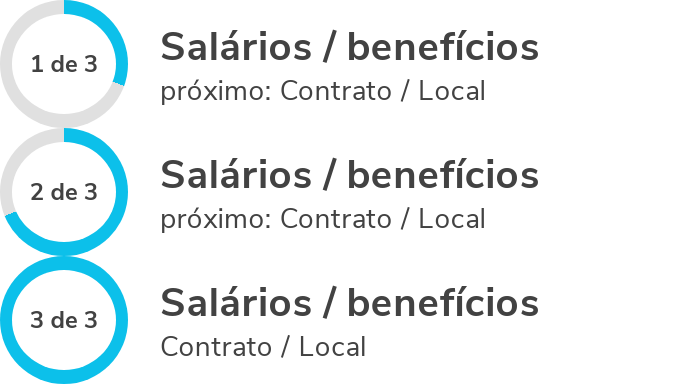 1 de 3
Salários / benefícios
próximo: Contrato / Local
2 de 3
Salários / benefícios
próximo: Contrato / Local
3 de 3
Salários / benefícios
Contrato / Local